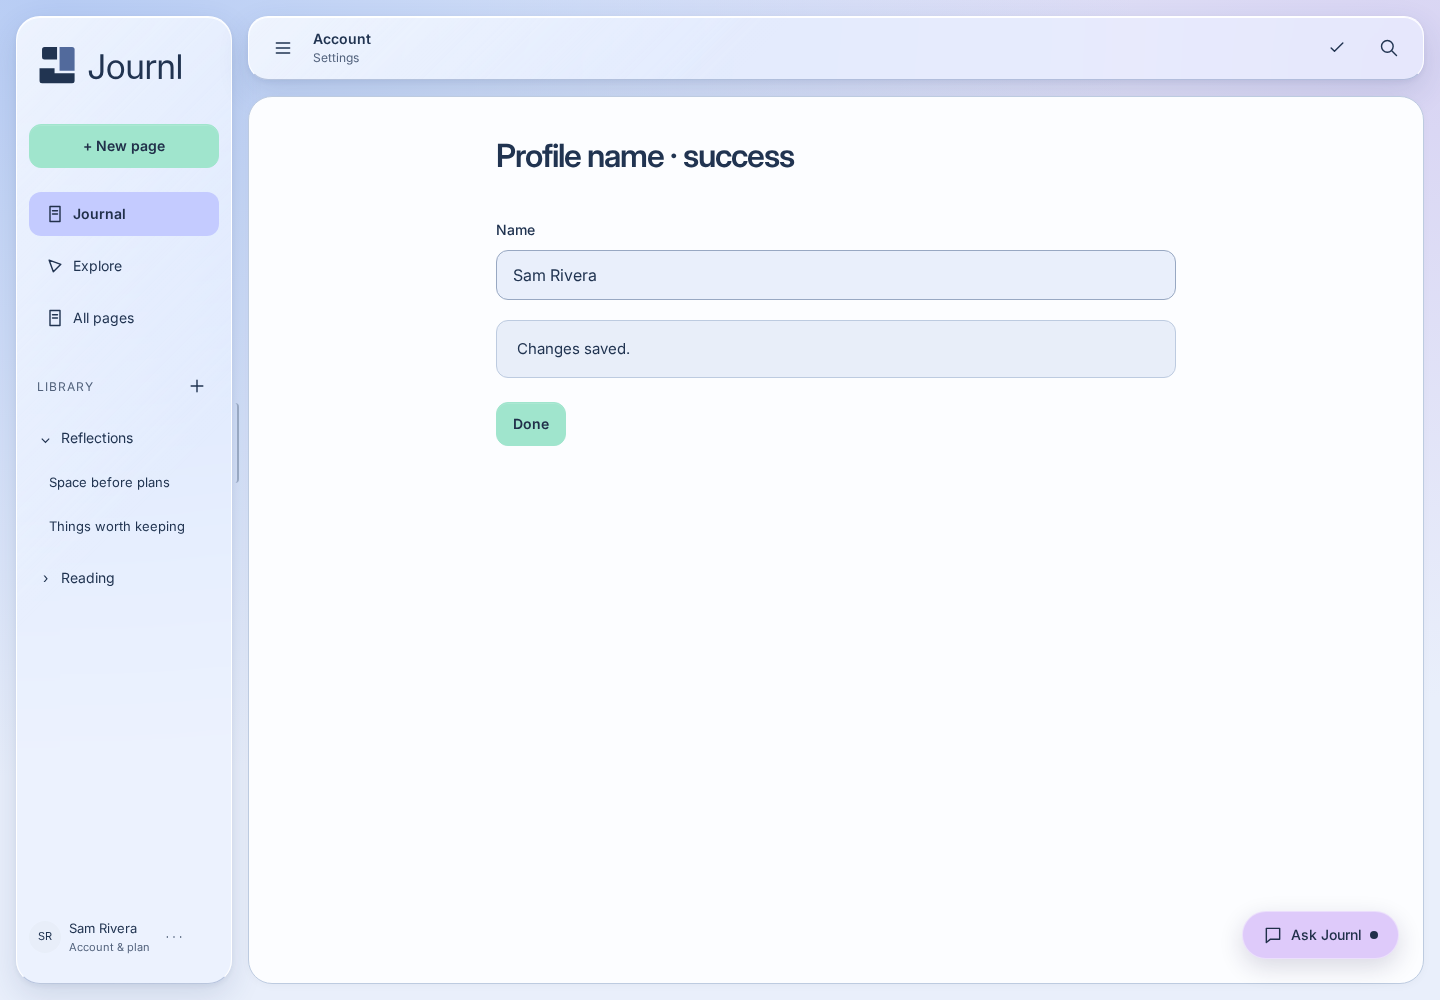 Journl
+ New page
Journal
Explore
All pages
LIBRARY
Reflections
Space before plans
Things worth keeping
Reading
SR
Sam Rivera
Account & plan
...
Account
Settings
Profile name · success
Name
Sam Rivera
Changes saved.
Done
Ask Journl